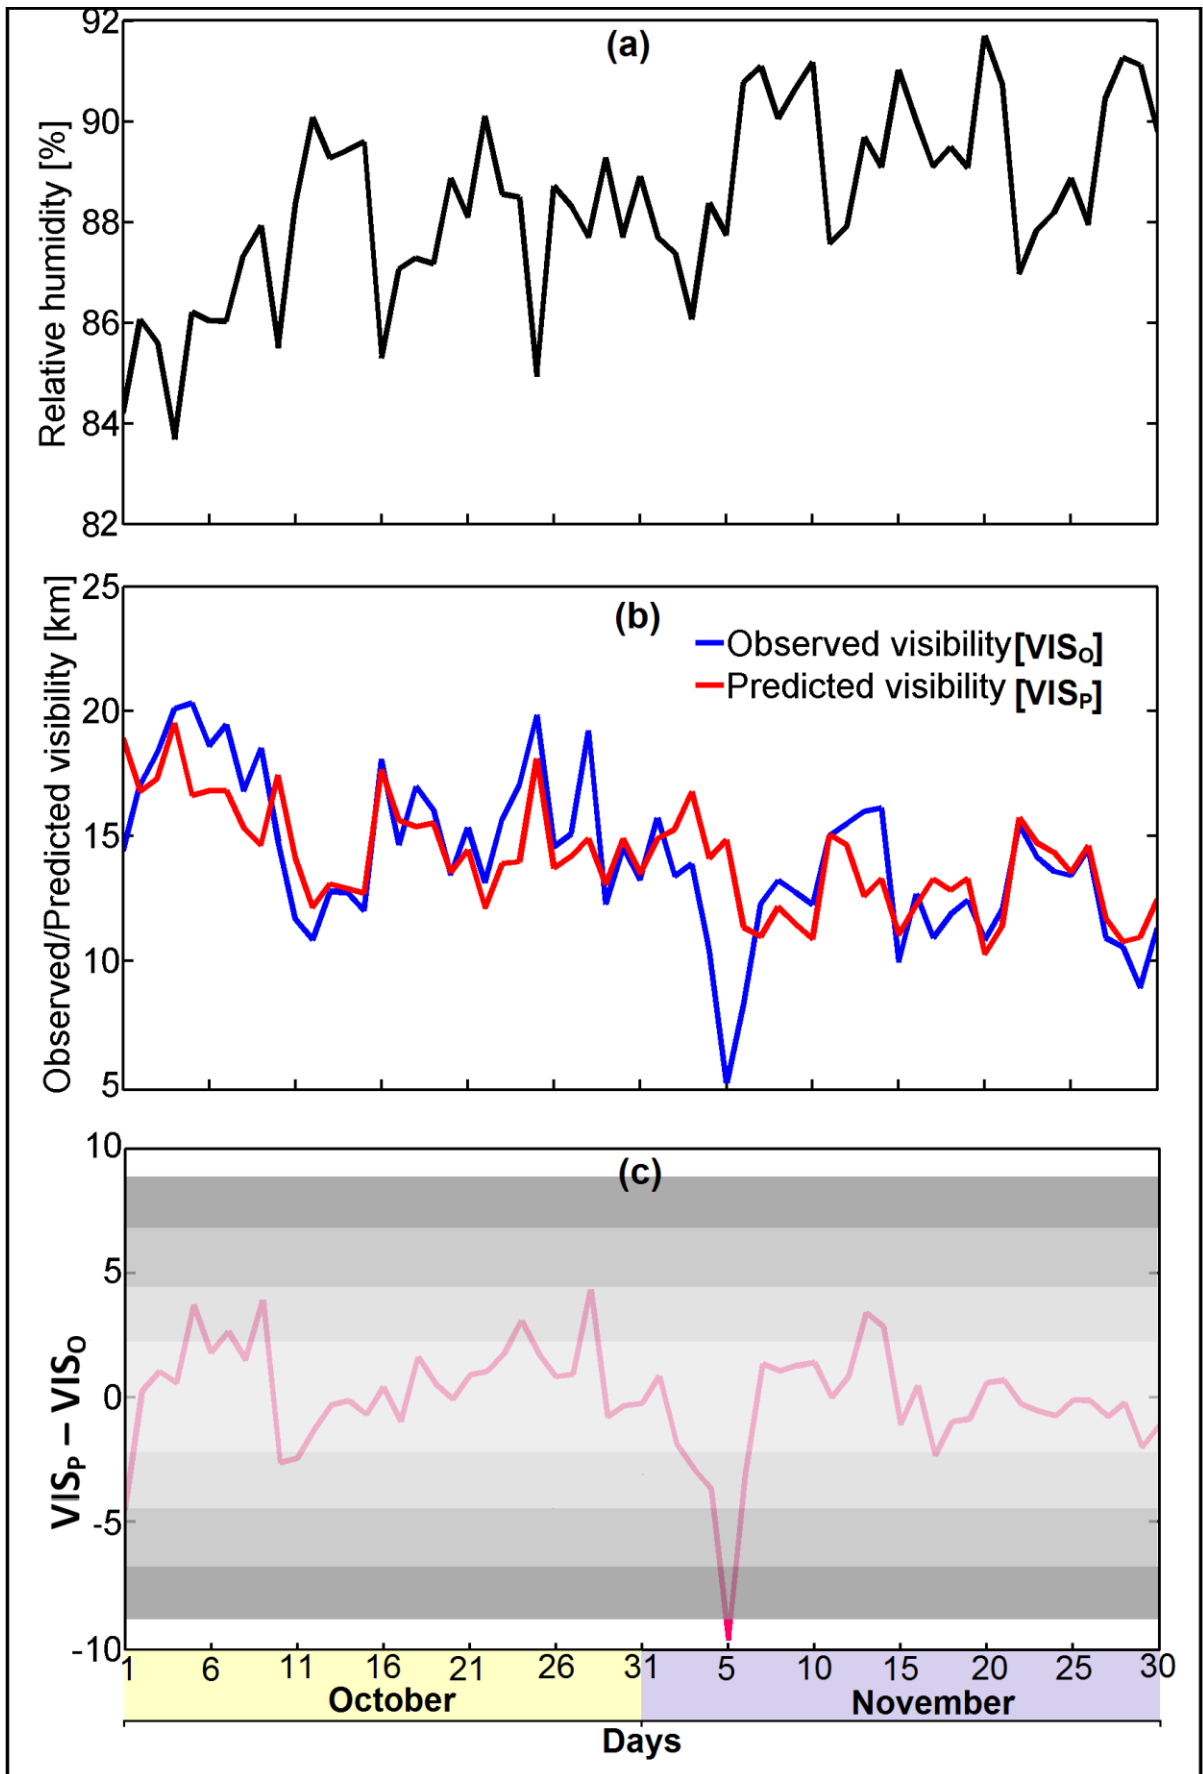 (a)
Relative humidity [%]
92
90
88
86
84
82
(b)
Observed/Predicted visibility [km]
25
20
15
10
5
Observed visibility [VISO]
Predicted visibility [VISP]
(c)
VISP – VISO
10
5
0
-5
-10
1 6 11 16 21 26 31 5 10 15 20 25 30
October November
Days